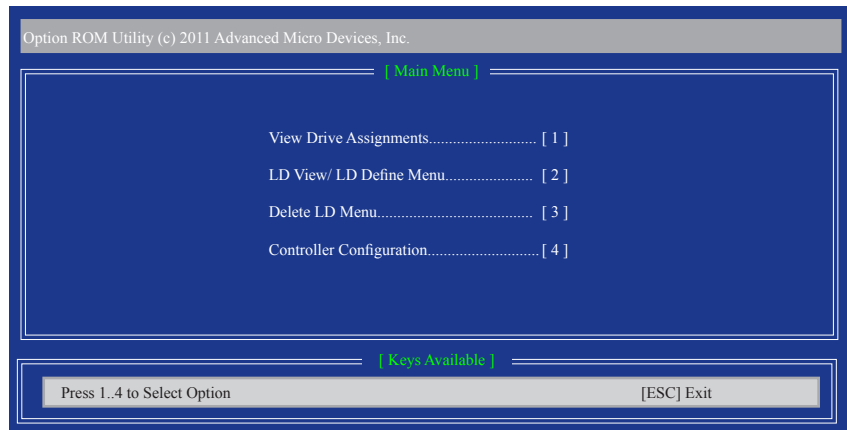 Option ROM Utility (c) 2011 Advanced Micro Devices, Inc.
[ Main Menu ]
View Drive Assignments........................... [ 1 ]
LD View/ LD Define Menu...................... [ 2 ]
Delete LD Menu....................................... [ 3 ]
Controller Configuration............................[ 4 ]
[ Keys Available ]
Press 1..4 to Select Option [ESC] Exit